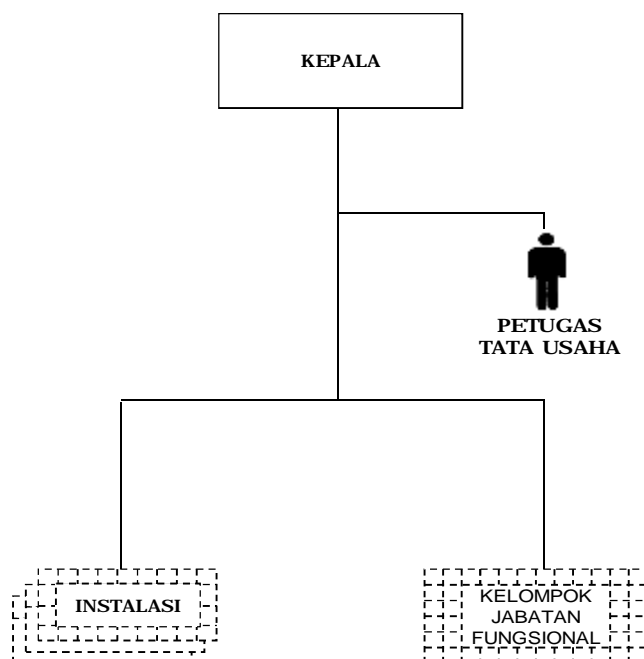 KEPALA
PETUGAS
TATA USAHA
INSTALASI
KELOMPOK
JABATAN
FUNGSIONAL